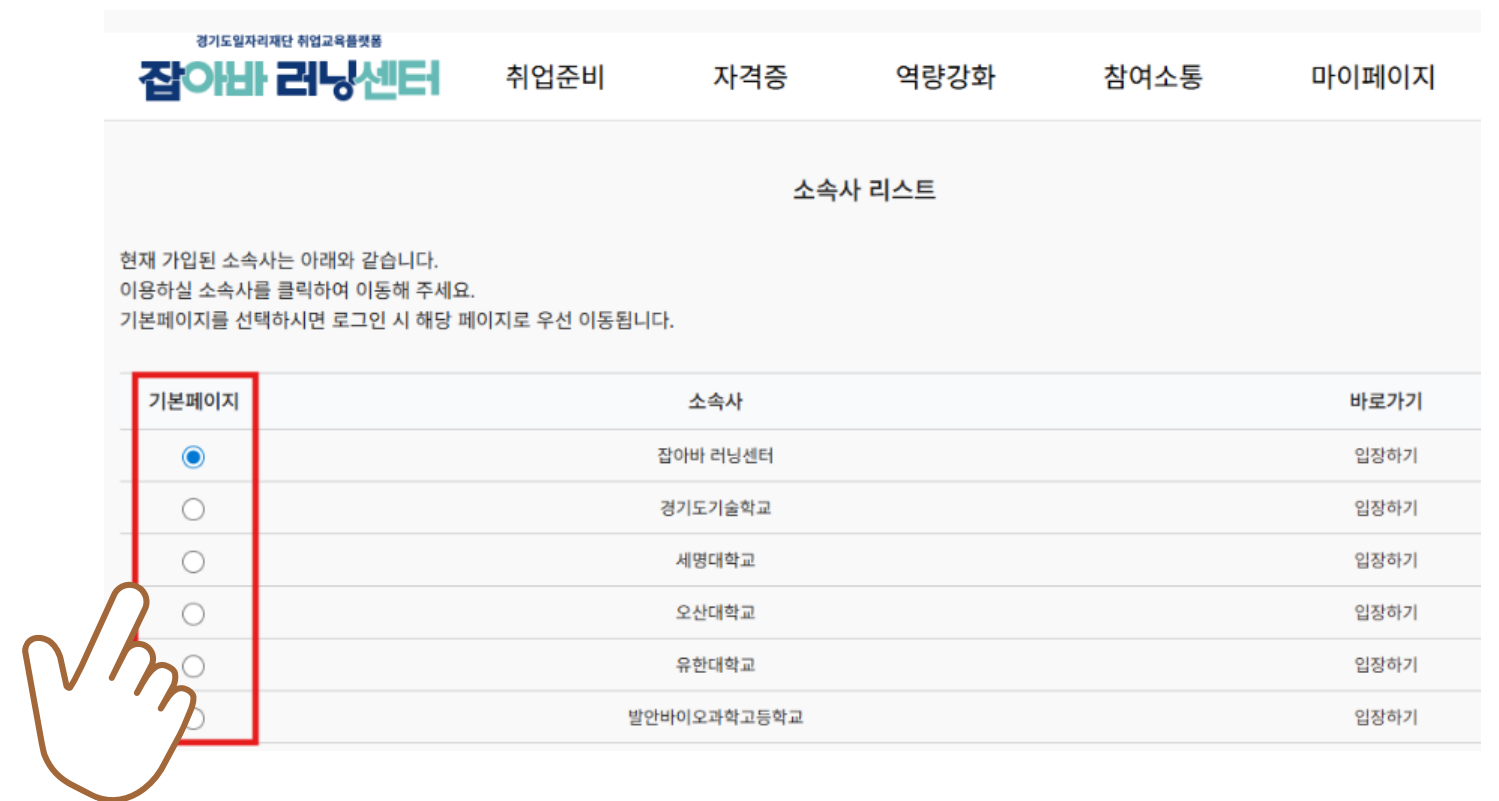 경기도일자리재단 취업교육플랫폼
잡아바 러닝센터 취업준비 자격증 역량강화 참여소통 마이페이지
소속사 리스트
현재 가입된 소속사는 아래와 같습니다.
이용하실 소속사를 클릭하여 이동해 주세요.
기본페이지를 선택하시면 로그인 시 해당 페이지로 우선 이동됩니다.
기본페이지 소속사 바로가기
잡아바 러닝센터 입장하기
경기도기술학교 입장하기
세명대학교 입장하기
오산대학교 입장하기
유한대학교 입장하기
발안바이오과학고등학교 입장하기